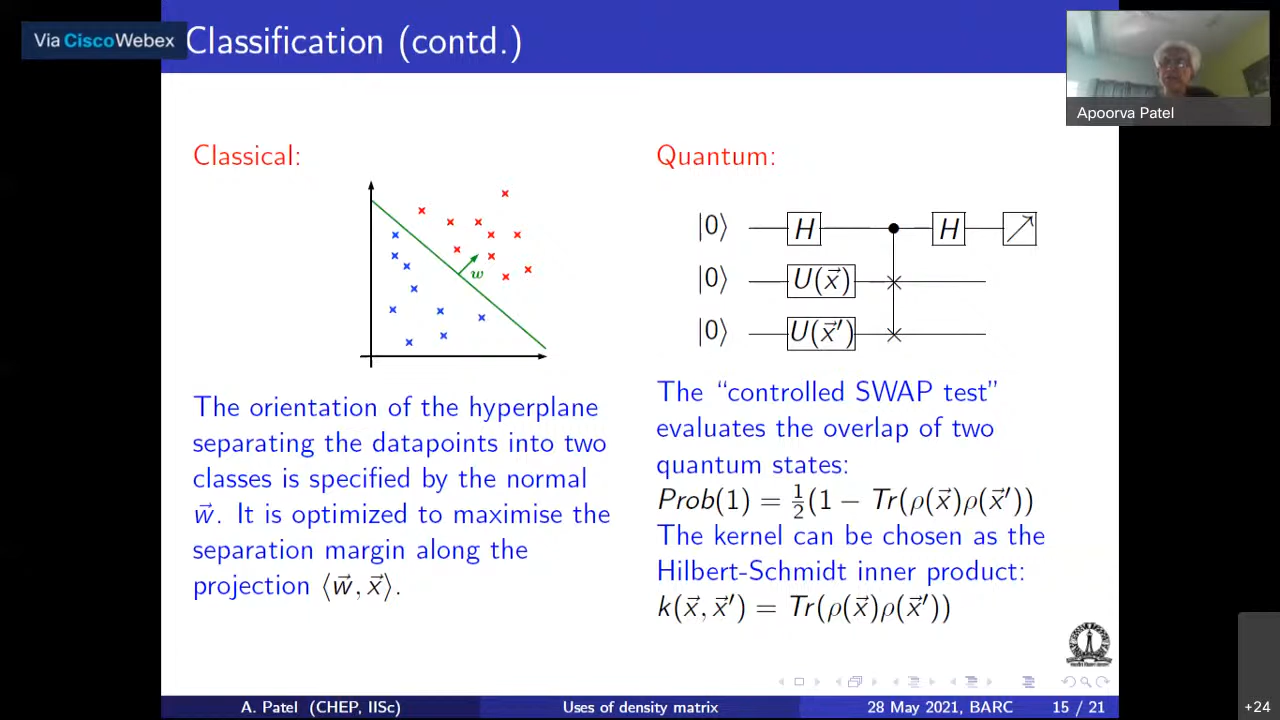 Via Cisco Webex
Classification (contd.)
Apoorva Patel
Classical:
w
The orientation of the hyperplane
separating the datapoints into two
classes is specified by the normal
w⃗. It is optimized to maximise the
separation margin along the
projection ⟨w⃗, x⃗⟩.
Quantum:
|0⟩ H H
|0⟩ U(x⃗)
|0⟩ U(x⃗′)
The “controlled SWAP test”
evaluates the overlap of two
quantum states:
Prob(1) = ½(1 − Tr(ρ(x⃗)ρ(x⃗′))
The kernel can be chosen as the
Hilbert-Schmidt inner product:
k(x⃗, x⃗′) = Tr(ρ(x⃗)ρ(x⃗′))
A. Patel (CHEP, IISc) Uses of density matrix 28 May 2021, BARC 15 / 21
+24